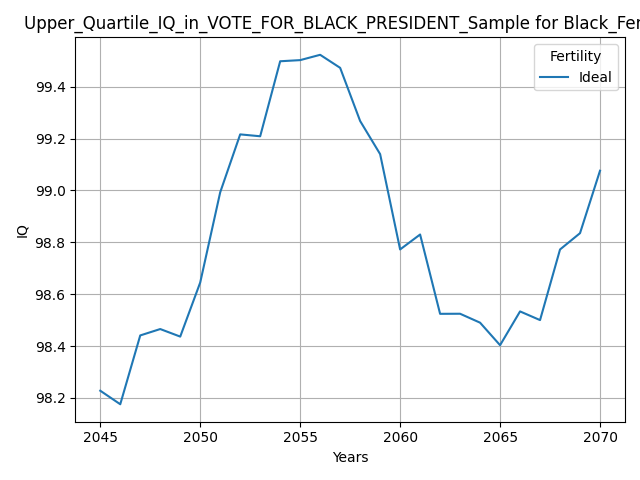 Upper_Quartile_IQ_in_VOTE_FOR_BLACK_PRESIDENT_Sample for Black_Fer
Fertility
Ideal
99.4
99.2
99.0
98.8
98.6
98.4
98.2
IQ
2045 2050 2055 2060 2065 2070
Years